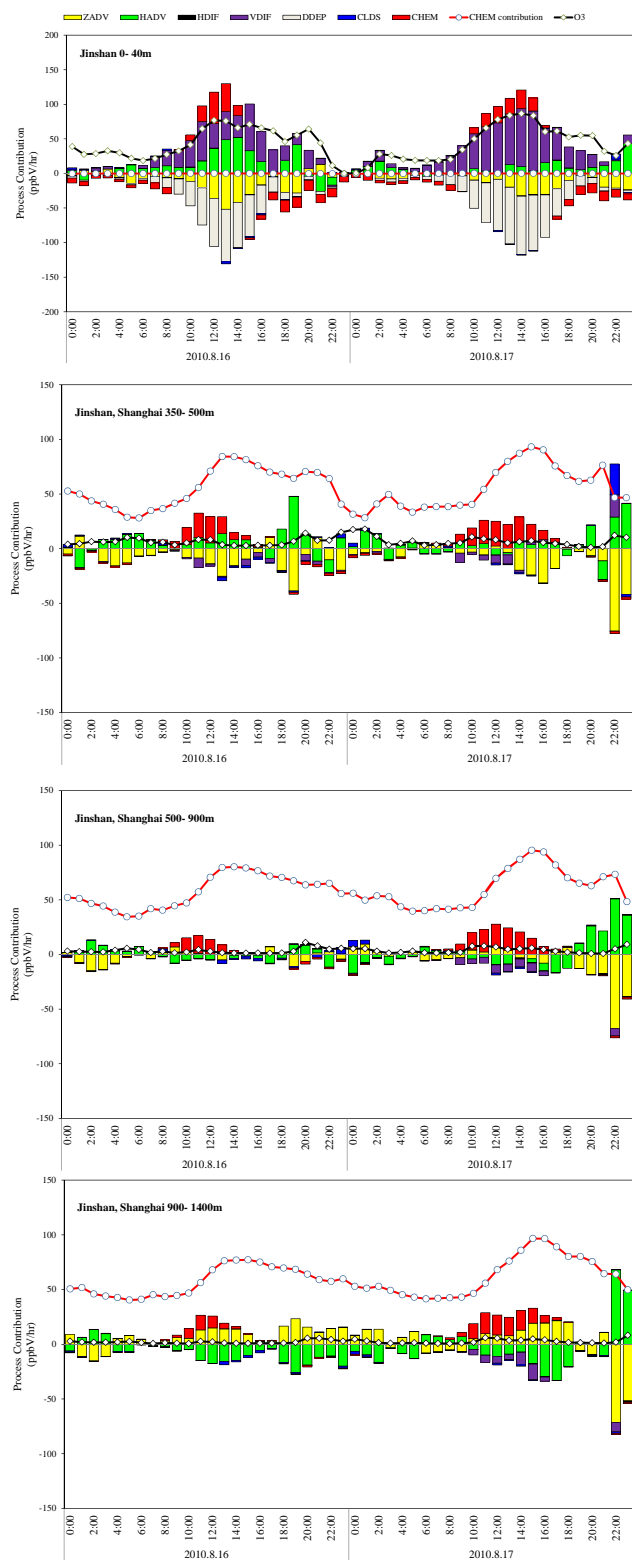 ZADV HADV HDIF VDIF DDEP CLDS CHEM CHEM contribution O3
Jinshan 0- 40m
Process Contribution
(ppbV/hr)
200
150
100
50
0
-50
-100
-150
-200
0:00 2:00 4:00 6:00 8:00 10:00 12:00 14:00 16:00 18:00 20:00 22:00 0:00 2:00 4:00 6:00 8:00 10:00 12:00 14:00 16:00 18:00 20:00 22:00
2010.8.16 2010.8.17
Jinshan, Shanghai 350- 500m
Process Contribution
(ppbV/hr)
150
100
50
0
-50
-100
-150
0:00 2:00 4:00 6:00 8:00 10:00 12:00 14:00 16:00 18:00 20:00 22:00 0:00 2:00 4:00 6:00 8:00 10:00 12:00 14:00 16:00 18:00 20:00 22:00
2010.8.16 2010.8.17
Jinshan, Shanghai 500- 900m
Process Contribution
(ppbV/hr)
150
100
50
0
-50
-100
-150
0:00 2:00 4:00 6:00 8:00 10:00 12:00 14:00 16:00 18:00 20:00 22:00 0:00 2:00 4:00 6:00 8:00 10:00 12:00 14:00 16:00 18:00 20:00 22:00
2010.8.16 2010.8.17
Jinshan, Shanghai 900- 1400m
Process Contribution
(ppbV/hr)
150
100
50
0
-50
-100
-150
0:00 2:00 4:00 6:00 8:00 10:00 12:00 14:00 16:00 18:00 20:00 22:00 0:00 2:00 4:00 6:00 8:00 10:00 12:00 14:00 16:00 18:00 20:00 22:00
2010.8.16 2010.8.17